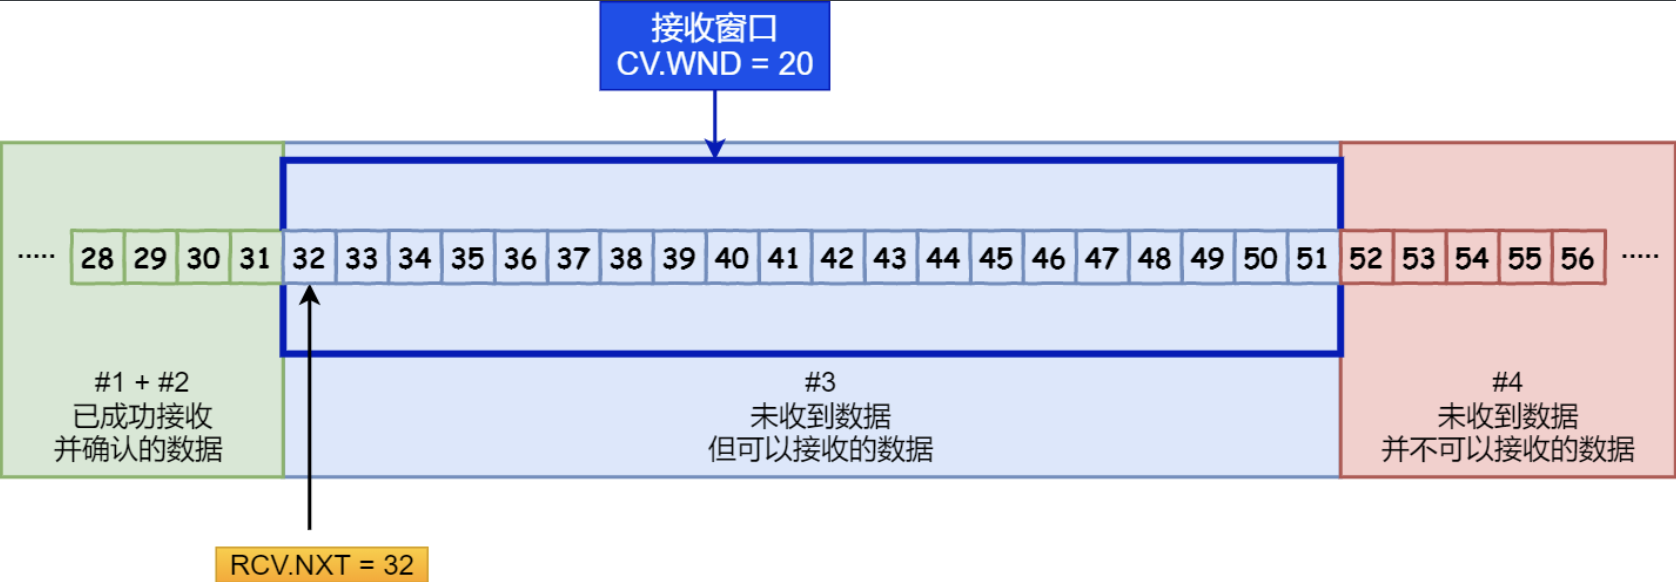 接收窗口
CV.WND = 20
····· 28 29 30 31 32 33 34 35 36 37 38 39 40 41 42 43 44 45 46 47 48 49 50 51 52 53 54 55 56 ·····
#1 + #2
已成功接收
并确认的数据
#3
未收到数据
但可以接收的数据
#4
未收到数据
并不可以接收的数据
RCV.NXT = 32